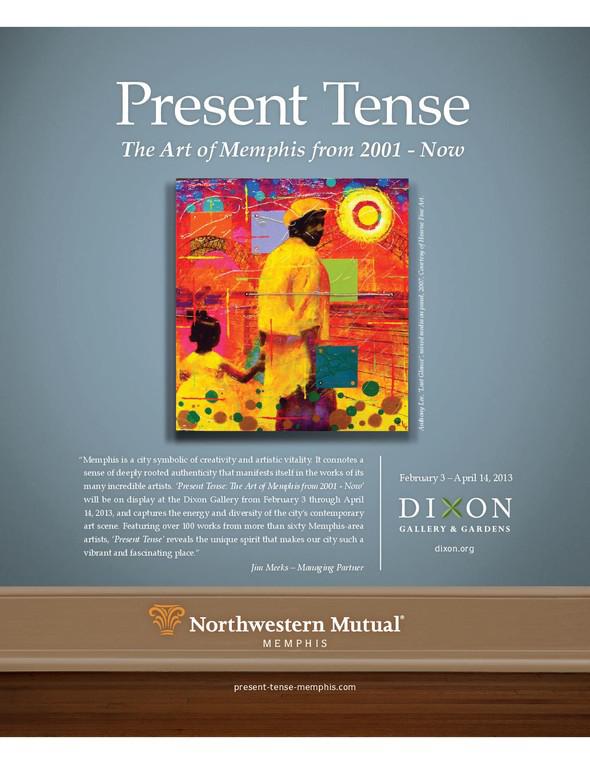 Present Tense
The Art of Memphis from 2001 - Now
Anthony Lee, 'Last Glance', mixed media on panel, 2007, Courtesy of Havens Fine Art.
"Memphis is a city symbolic of creativity and artistic vitality. It connotes a
sense of deeply rooted authenticity that manifests itself in the works of its
many incredible artists. 'Present Tense: The Art of Memphis from 2001 - Now'
will be on display at the Dixon Gallery from February 3 through April
14, 2013, and captures the energy and diversity of the city's contemporary
art scene. Featuring over 100 works from more than sixty Memphis-area
artists, 'Present Tense' reveals the unique spirit that makes our city such a
vibrant and fascinating place."
Jim Meeks – Managing Partner
February 3 – April 14, 2013
DIXON
GALLERY & GARDENS
dixon.org
Northwestern Mutual®
MEMPHIS
present-tense-memphis.com